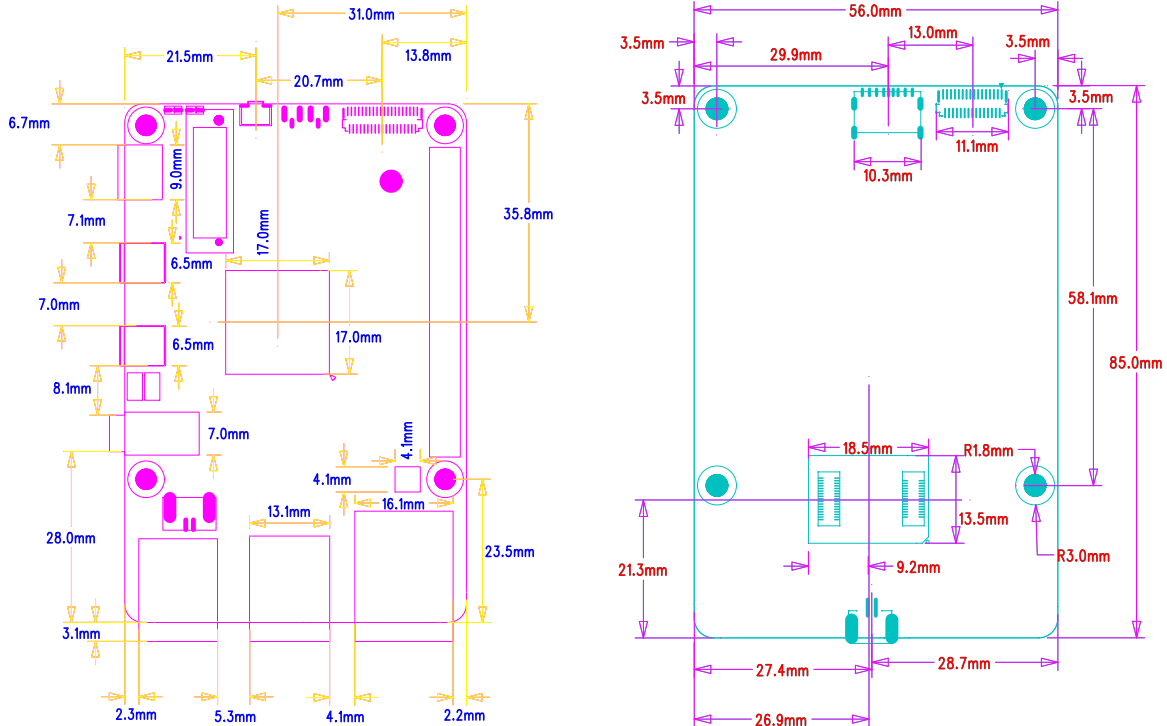 31.0mm
21.5mm
13.8mm
20.7mm
6.7mm
9.0mm
7.1mm
35.8mm
17.0mm
6.5mm
7.0mm
17.0mm
6.5mm
8.1mm
7.0mm
4.1mm
4.1mm
16.1mm
13.1mm
28.0mm
23.5mm
3.1mm
2.3mm
5.3mm
4.1mm
2.2mm
56.0mm
13.0mm
3.5mm
3.5mm
29.9mm
3.5mm
3.5mm
11.1mm
10.3mm
58.1mm
85.0mm
18.5mm
R1.8mm
13.5mm
R3.0mm
21.3mm
9.2mm
27.4mm
28.7mm
26.9mm